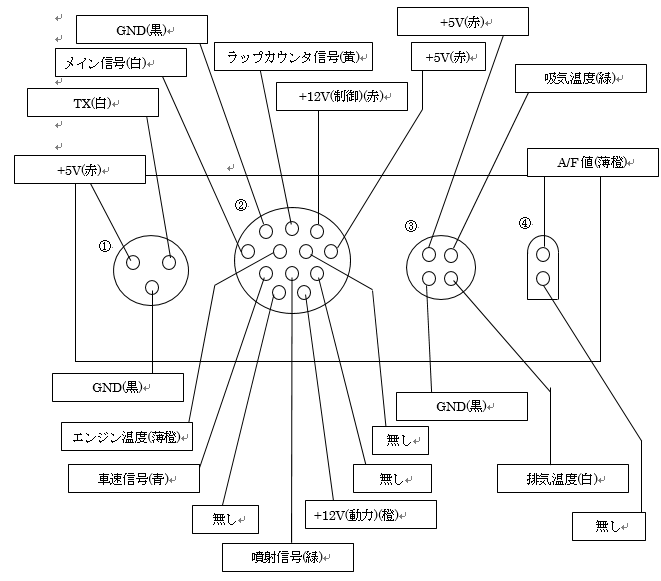 +5V(赤)
GND(黒)
ラップカウンタ信号(黄)
+5V(赤)
メイン信号(白)
吸気温度(緑)
TX(白)
+12V(制御)(赤)
+5V(赤)
A/F値(薄橙)
①
②
③
④
GND(黒)
GND(黒)
エンジン温度(薄橙)
無し
車速信号(青)
無し
排気温度(白)
無し
+12V(動力)(橙)
無し
噴射信号(緑)